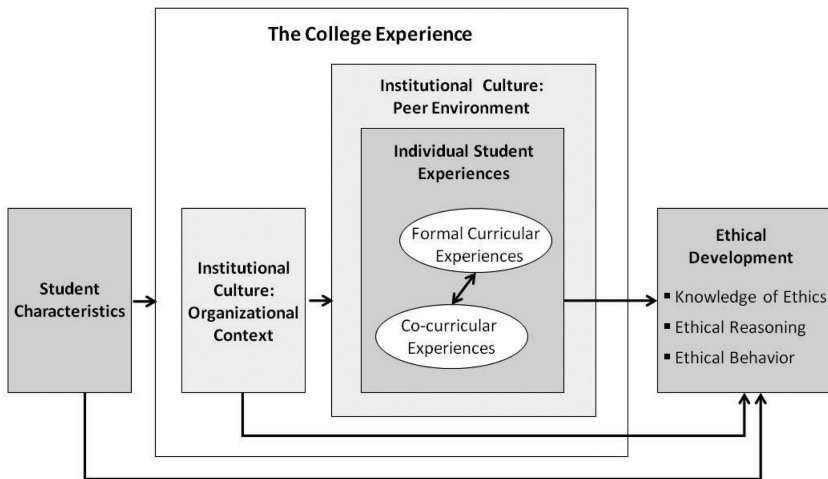 The College Experience
Institutional Culture:
Peer Environment
Individual Student
Experiences
Formal Curricular
Experiences
Co-curricular
Experiences
Student
Characteristics
Institutional
Culture:
Organizational
Context
Ethical
Development
▪ Knowledge of Ethics
▪ Ethical Reasoning
▪ Ethical Behavior